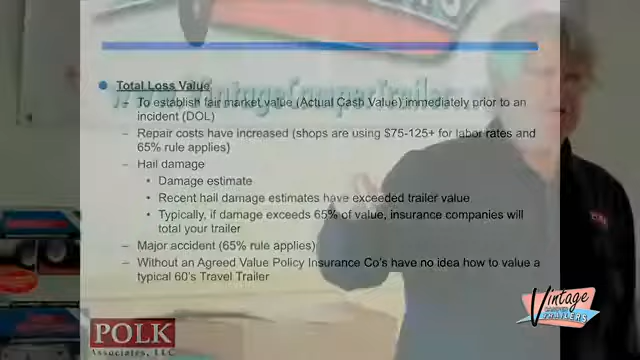 Total Loss Value
– To establish fair market value (Actual Cash Value) immediately prior to an
incident (DOL)
– Repair costs have increased (shops are using $75-125+ for labor rates and
65% rule applies)
– Hail damage
• Damage estimate
• Recent hail damage estimates have exceeded trailer value
• Typically, if damage exceeds 65% of value, insurance companies will
total your trailer
– Major accident (65% rule applies)
– Without an Agreed Value Policy Insurance Co's have no idea how to value a
typical 60's Travel Trailer
www.VintageCamperTrailers.
POLK
Associates, LLC
Vintage
TRAILERS